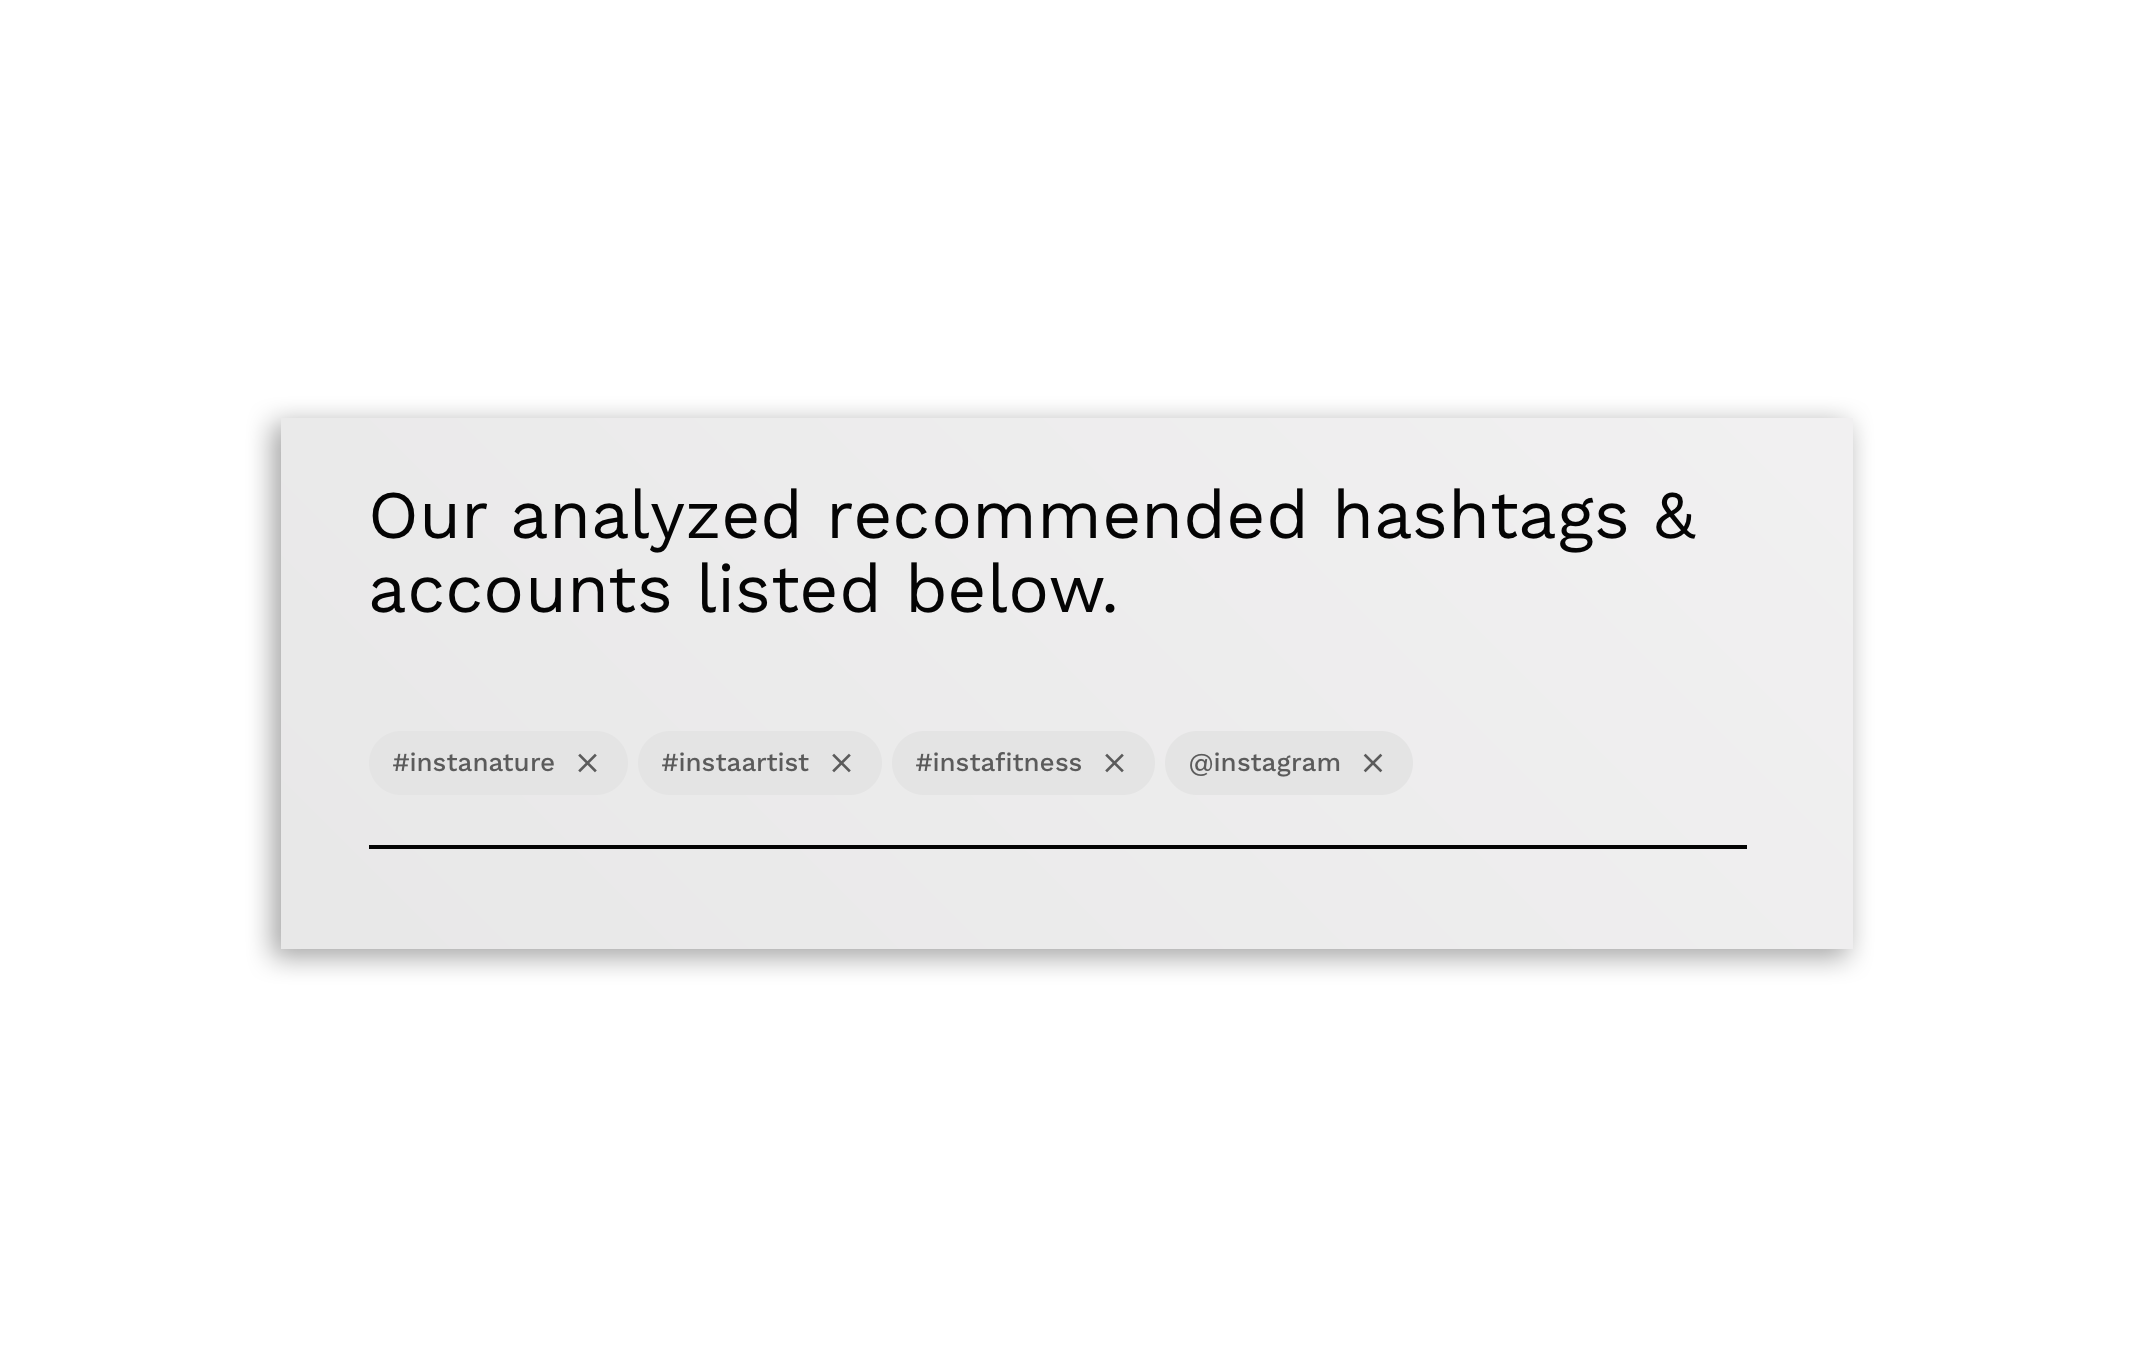 Our analyzed recommended hashtags &
accounts listed below.
#instanature #instaartist #instafitness @instagram